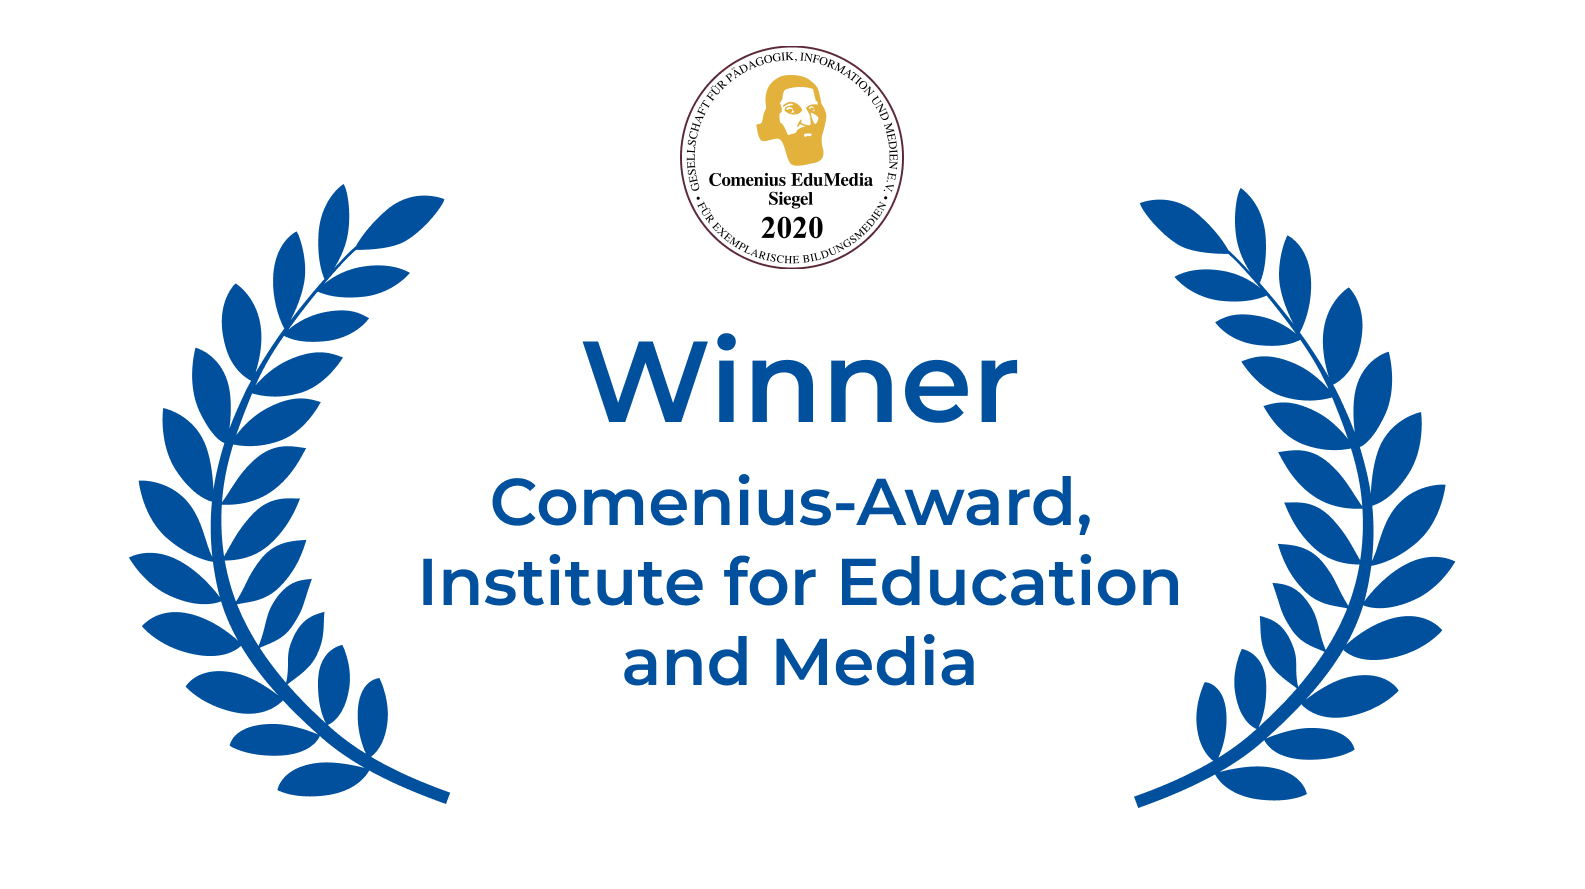 GESELLSCHAFT FÜR PÄDAGOGIK, INFORMATION UND MEDIEN E.V.
Comenius EduMedia
Siegel
2020
• FÜR EXEMPLARISCHE BILDUNGSMEDIEN •
Winner
Comenius-Award,
Institute for Education
and Media